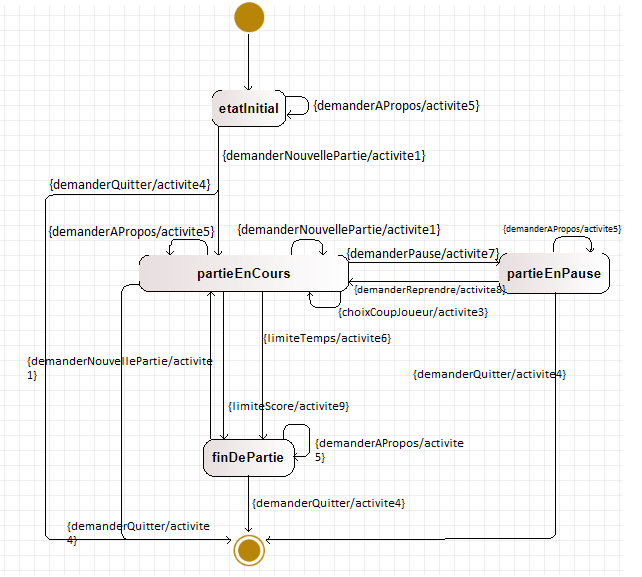 etatInitial
{demanderAPropos/activite5}
{demanderNouvellePartie/activite1}
{demanderQuitter/activite4}
{demanderAPropos/activite5}
{demanderNouvellePartie/activite1}
{demanderAPropos/activite5}
{demanderPause/activite7}
partieEnCours
partieEnPause
{demanderReprendre/activite8}
{choixCoupJoueur/activite3}
{limiteTemps/activite6}
{demanderNouvellePartie/activite
1}
{demanderQuitter/activite4}
{limiteScore/activite9}
{demanderAPropos/activite
5}
finDePartie
{demanderQuitter/activite4}
{demanderQuitter/activite
4}